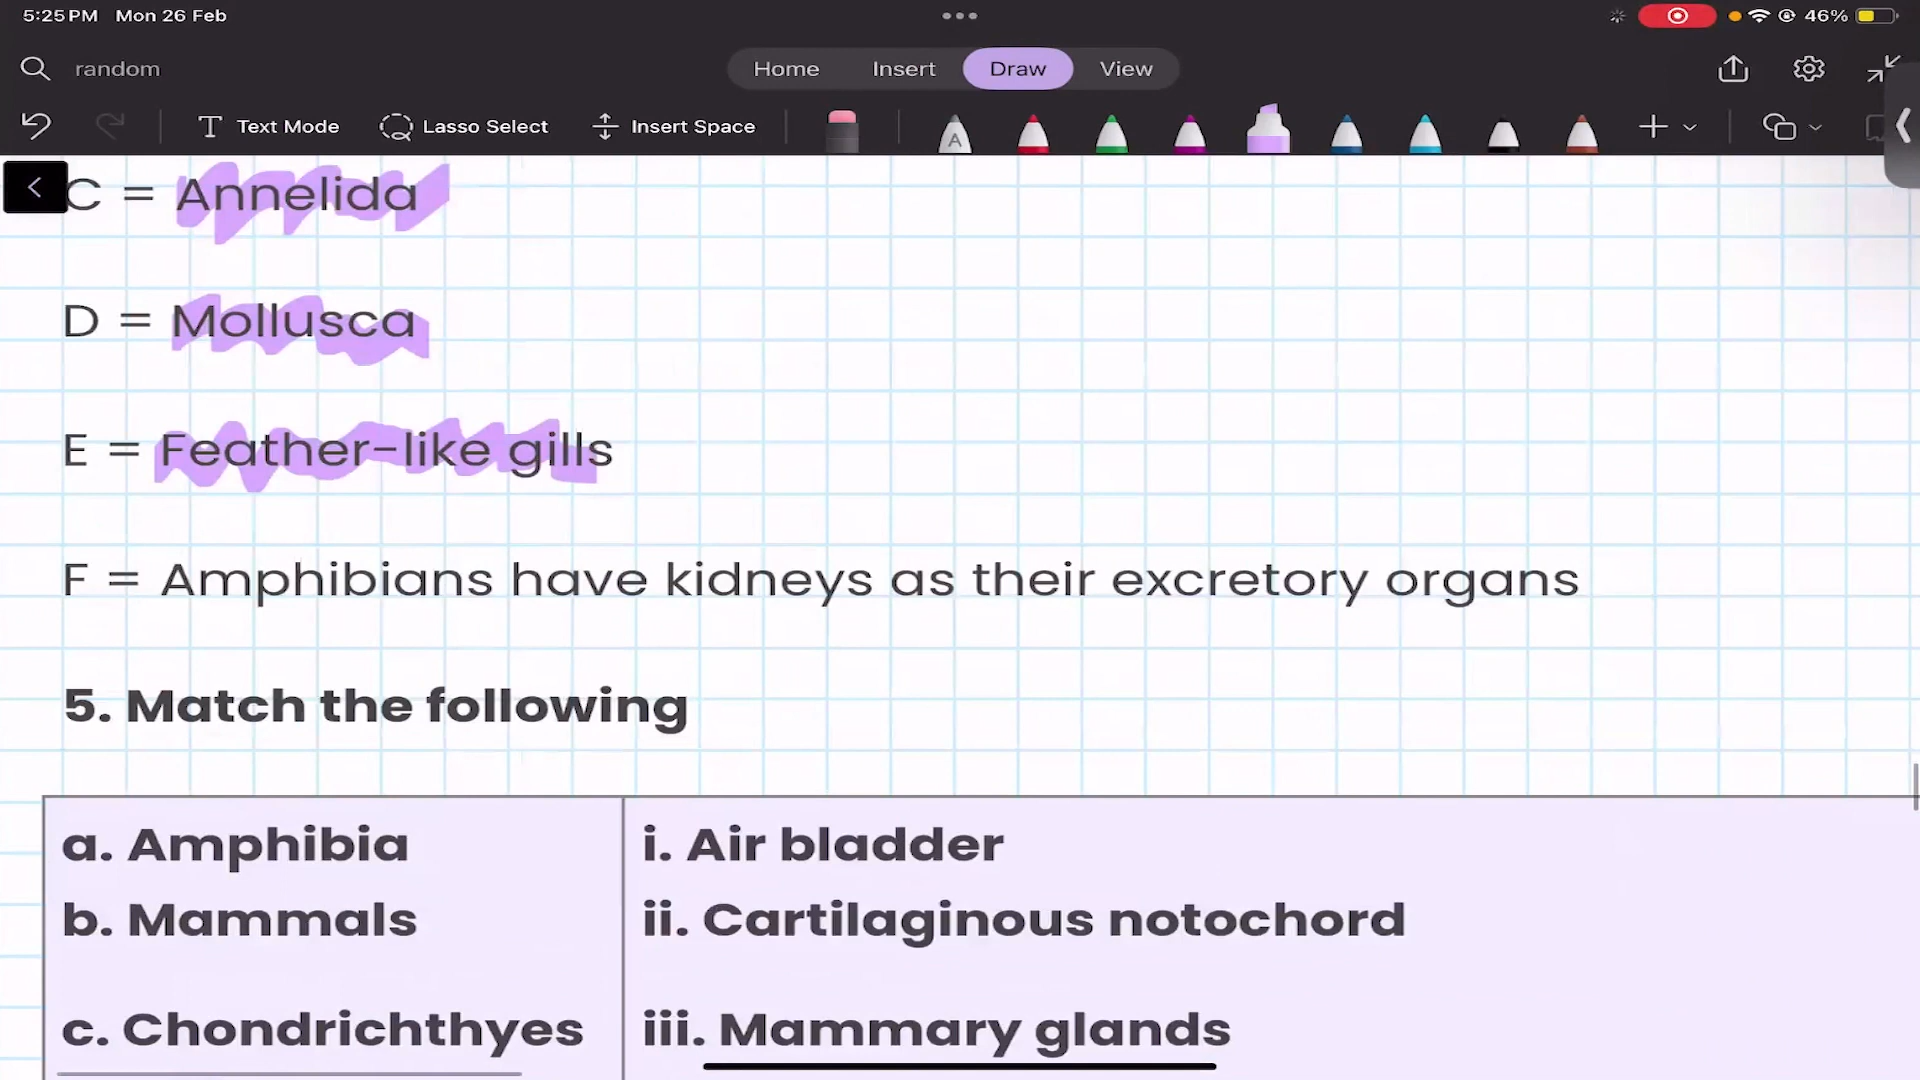 5:25 PM Mon 26 Feb
46%
random
Home Insert Draw View
Text Mode Lasso Select Insert Space
A
C = Annelida
D = Mollusca
E = Feather-like gills
F = Amphibians have kidneys as their excretory organs
5. Match the following
a. Amphibia i. Air bladder
b. Mammals ii. Cartilaginous notochord
c. Chondrichthyes iii. Mammary glands